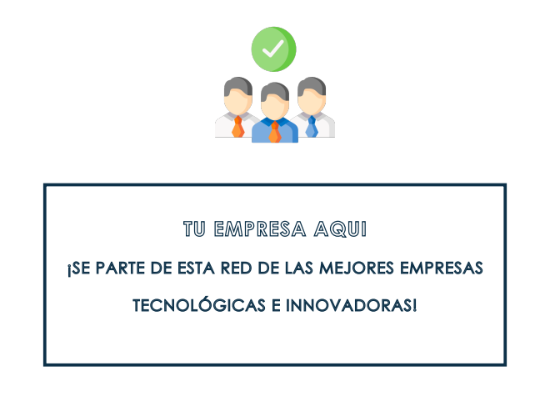 TU EMPRESA AQUI
¡SE PARTE DE ESTA RED DE LAS MEJORES EMPRESAS
TECNOLÓGICAS E INNOVADORAS!